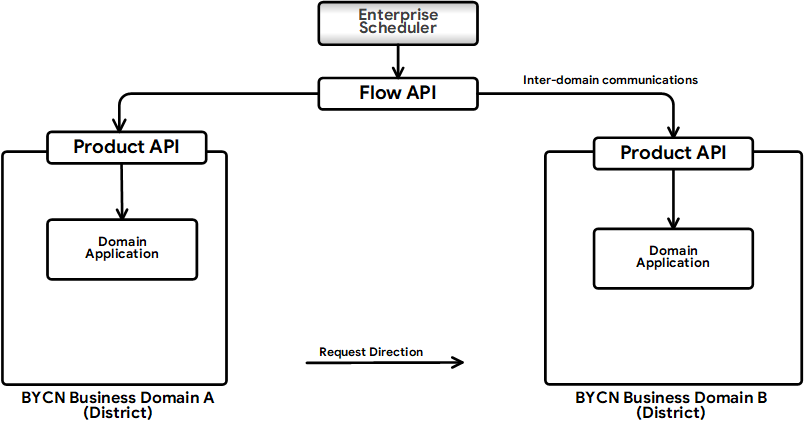 Enterprise
Scheduler
Flow API
Inter-domain communications
Product API
Product API
Domain
Application
Domain
Application
Request Direction
BYCN Business Domain A
(District)
BYCN Business Domain B
(District)